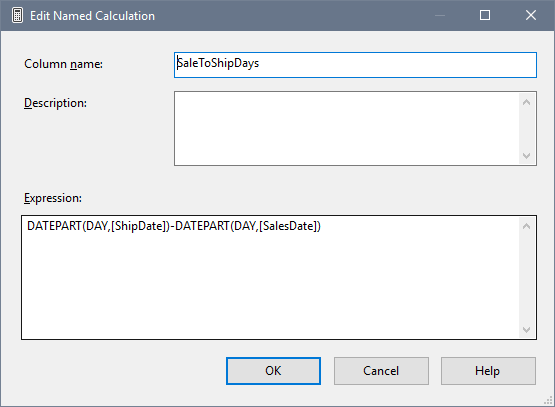 Edit Named Calculation
Column name:
SaleToShipDays
Description:
Expression:
DATEPART(DAY,[ShipDate])-DATEPART(DAY,[SalesDate])
OK
Cancel
Help